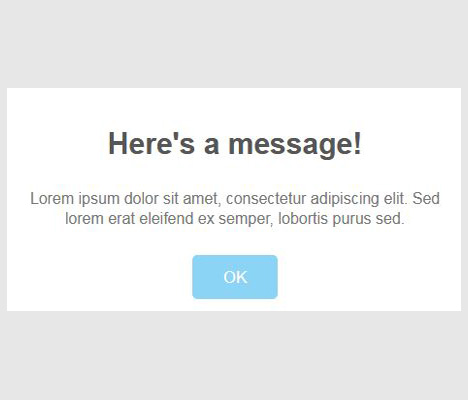 Here's a message!
Lorem ipsum dolor sit amet, consectetur adipiscing elit. Sed
lorem erat eleifend ex semper, lobortis purus sed.
OK